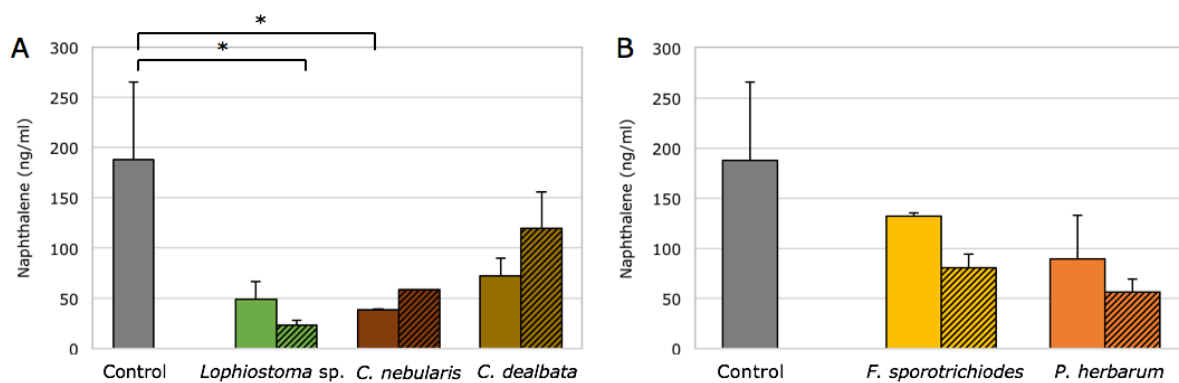 A
*
*
Naphthalene (ng/ml)
300
250
200
150
100
50
0
Control
Lophiostoma sp.
C. nebularis
C. dealbata
B
Naphthalene (ng/ml)
300
250
200
150
100
50
0
Control
F. sporotrichiodes
P. herbarum